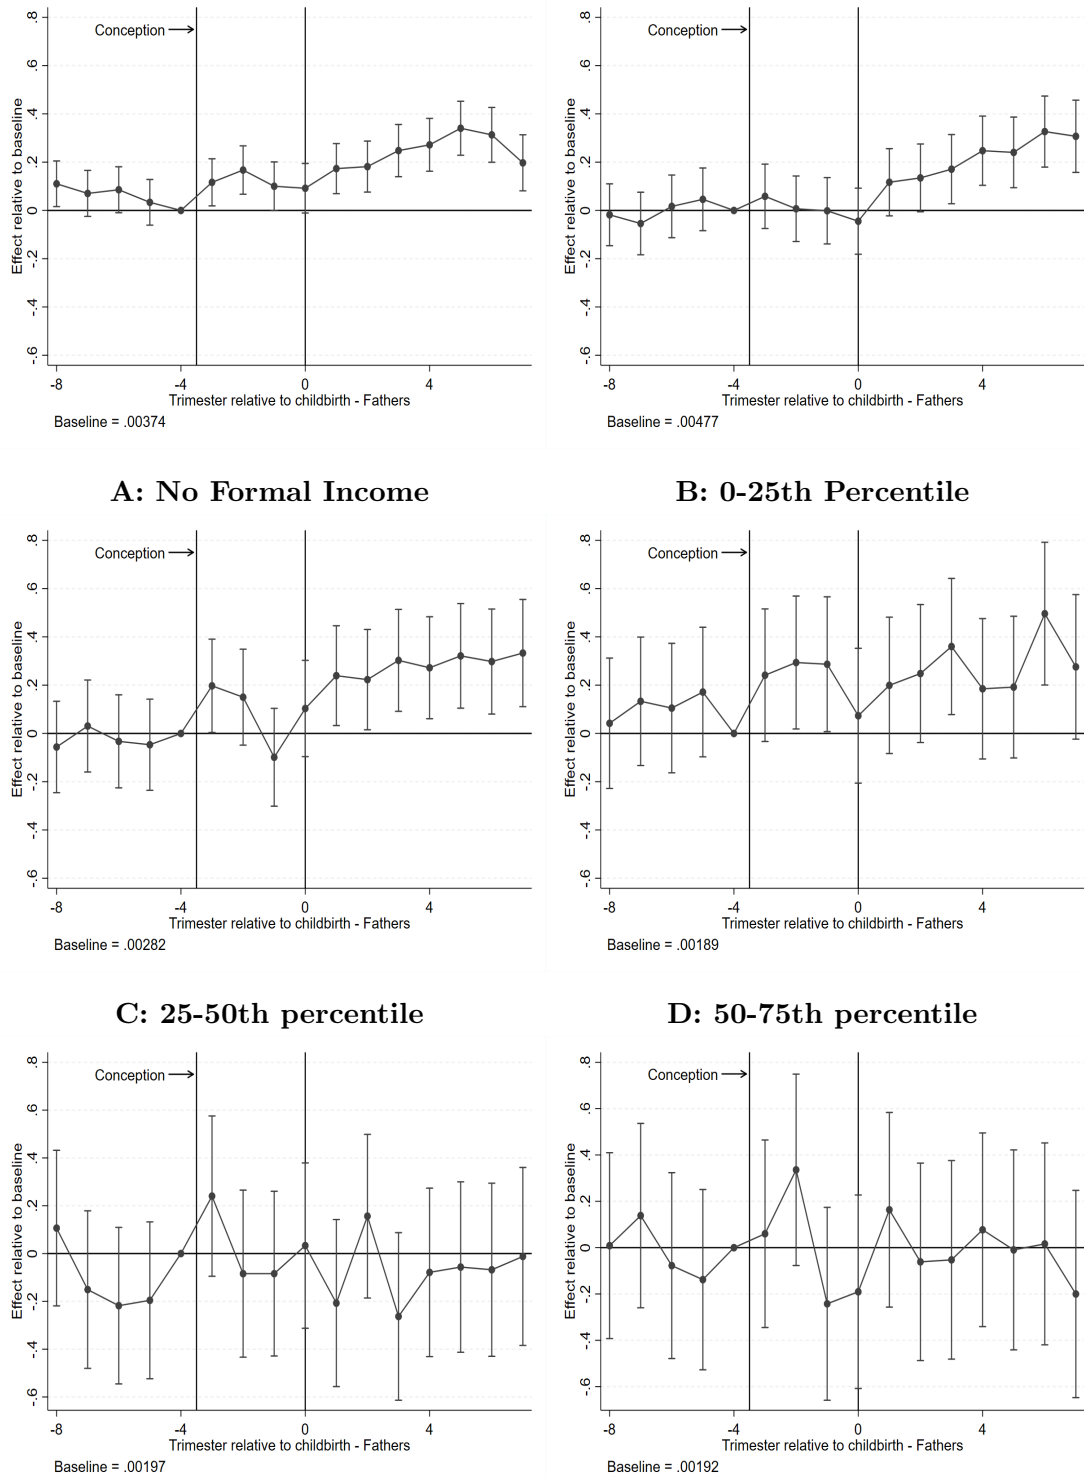 .8
.6
.4
.2
0
-.2
-.4
-.6
Effect relative to baseline
Conception
-8
-4
0
4
Trimester relative to childbirth - Fathers
Baseline = .00374
.8
.6
.4
.2
0
-.2
-.4
-.6
Effect relative to baseline
Conception
-8
-4
0
4
Trimester relative to childbirth - Fathers
Baseline = .00477
A: No Formal Income
B: 0-25th Percentile
.8
.6
.4
.2
0
-.2
-.4
-.6
Effect relative to baseline
Conception
-8
-4
0
4
Trimester relative to childbirth - Fathers
Baseline = .00282
.8
.6
.4
.2
0
-.2
-.4
-.6
Effect relative to baseline
Conception
-8
-4
0
4
Trimester relative to childbirth - Fathers
Baseline = .00189
C: 25-50th percentile
D: 50-75th percentile
.8
.6
.4
.2
0
-.2
-.4
-.6
Effect relative to baseline
Conception
-8
-4
0
4
Trimester relative to childbirth - Fathers
Baseline = .00197
.8
.6
.4
.2
0
-.2
-.4
-.6
Effect relative to baseline
Conception
-8
-4
0
4
Trimester relative to childbirth - Fathers
Baseline = .00192